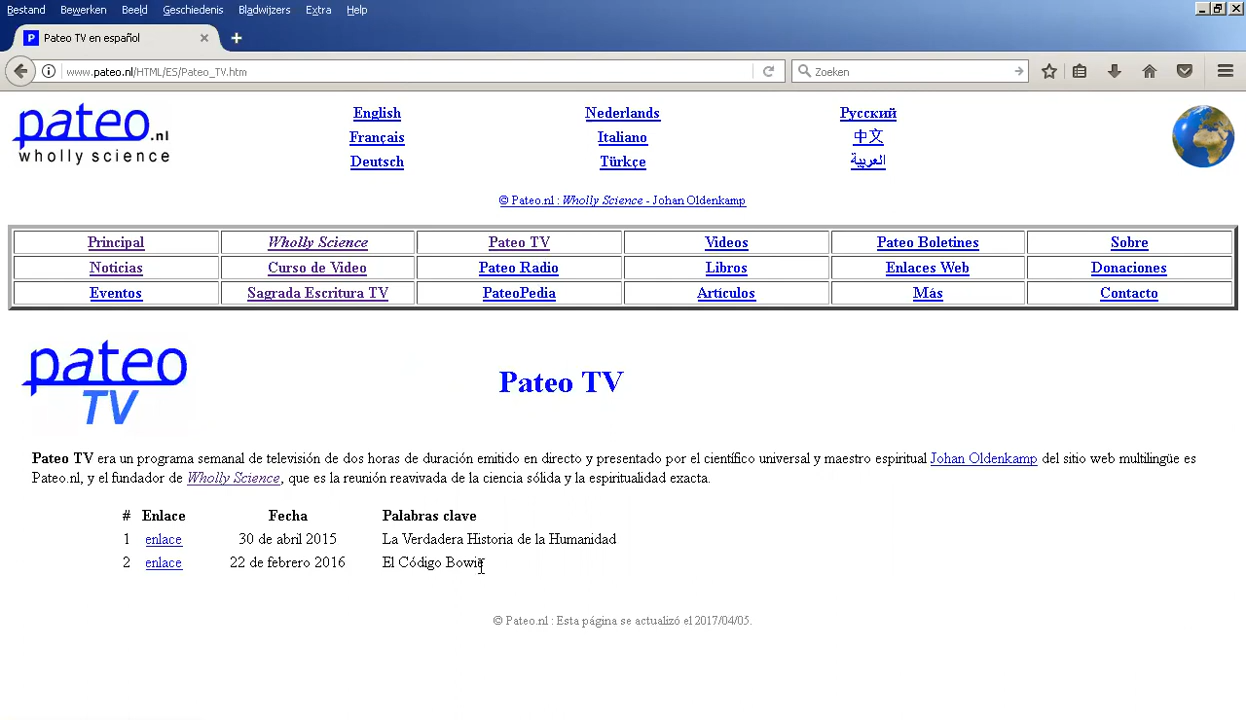 Bestand Bewerken Beeld Geschiedenis Bladwijzers Extra Help
P Pateo TV en español
www.pateo.nl/HTML/ES/Pateo_TV.htm Zoeken
pateo.nl
wholly science
English Nederlands Русский
Français Italiano 中文
Deutsch Türkçe العربية
© Pateo.nl : Wholly Science - Johan Oldenkamp
Principal Wholly Science Pateo TV Videos Pateo Boletines Sobre
Noticias Curso de Video Pateo Radio Libros Enlaces Web Donaciones
Eventos Sagrada Escritura TV PateoPedia Artículos Más Contacto
pateo
TV
Pateo TV
Pateo TV era un programa semanal de televisión de dos horas de duración emitido en directo y presentado por el científico universal y maestro espiritual Johan Oldenkamp del sitio web multilingüe es
Pateo.nl, y el fundador de Wholly Science, que es la reunión reavivada de la ciencia sólida y la espiritualidad exacta.
# Enlace Fecha Palabras clave
1 enlace 30 de abril 2015 La Verdadera Historia de la Humanidad
2 enlace 22 de febrero 2016 El Código Bowie
© Pateo.nl : Esta página se actualizó el 2017/04/05.